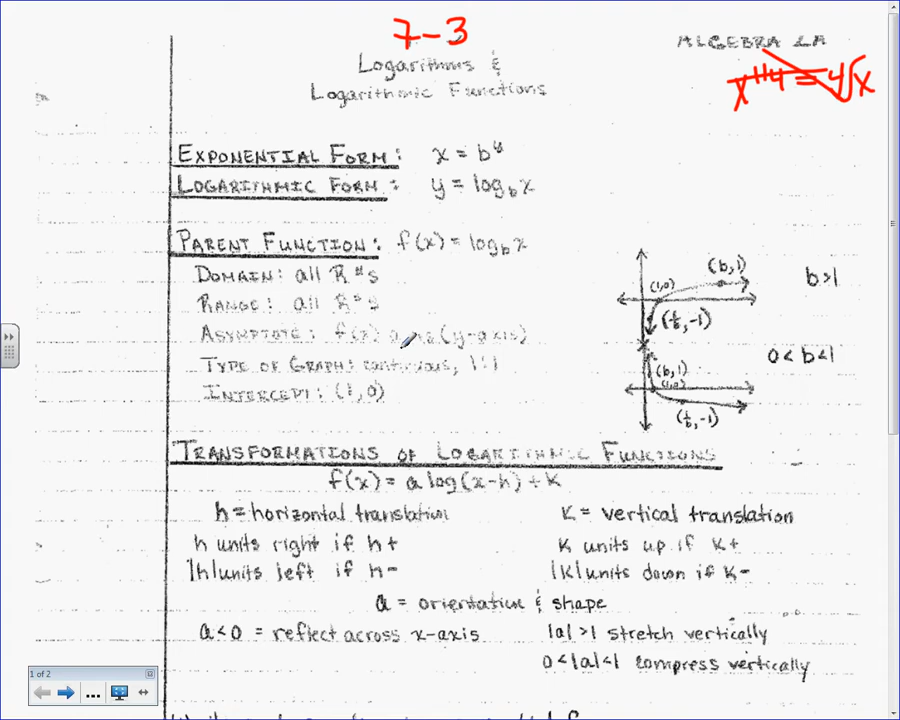 7-3
ALGEBRA 2A
Logarithms &
Logarithmic Functions
x^1/4 = 4√x
EXPONENTIAL FORM: x = b^y
LOGARITHMIC FORM: y = log_b x
PARENT FUNCTION: f(x) = log_b x
DOMAIN: all R #s
RANGE: all R #s
ASYMPTOTE: f(x) axis (y-axis)
TYPE OF GRAPH: continuous, 1:1
INTERCEPT: (1,0)
(b,1)
(1,0)
b>1
(1/b,-1)
0 < b < 1
(b,1)
(1,0)
(1/b,-1)
TRANSFORMATIONS OF LOGARITHMIC FUNCTIONS
f(x) = a log(x-h) + k
h = horizontal translation
k = vertical translation
h units right if h+
k units up if k+
|h| units left if h-
|k| units down if k-
a = orientation & shape
a<0 = reflect across x-axis
|a| >1 stretch vertically
0<|a|<1 compress vertically
1 of 2
...